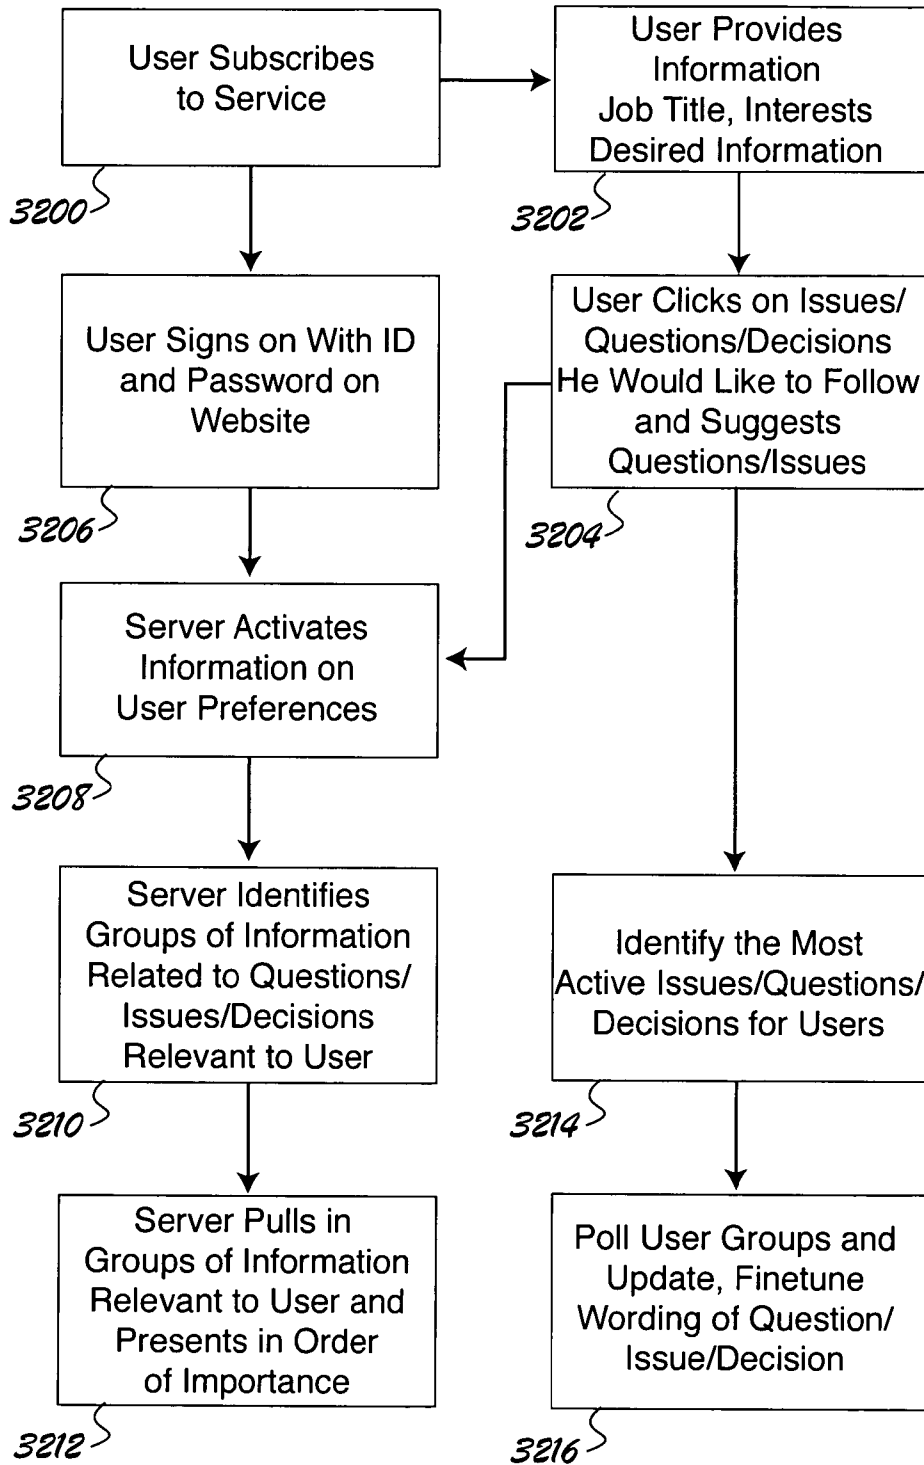 User Subscribes
to Service
3200
User Provides
Information
Job Title, Interests
Desired Information
3202
User Signs on With ID
and Password on
Website
3206
User Clicks on Issues/
Questions/Decisions
He Would Like to Follow
and Suggests
Questions/Issues
3204
Server Activates
Information on
User Preferences
3208
Server Identifies
Groups of Information
Related to Questions/
Issues/Decisions
Relevant to User
3210
Identify the Most
Active Issues/Questions/
Decisions for Users
3214
Server Pulls in
Groups of Information
Relevant to User and
Presents in Order
of Importance
3212
Poll User Groups and
Update, Finetune
Wording of Question/
Issue/Decision
3216